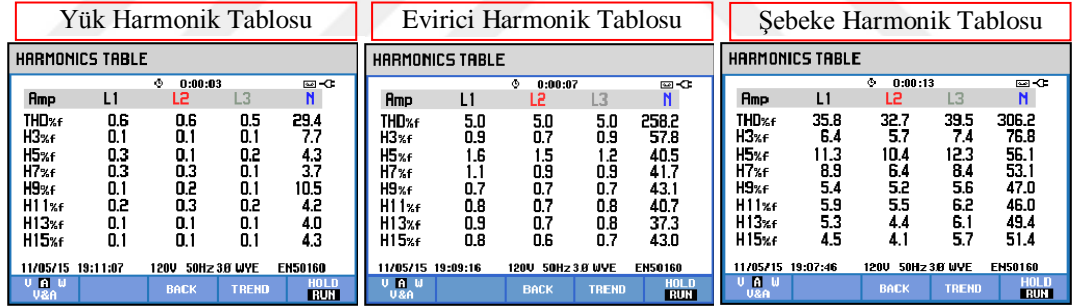 Yük Harmonik Tablosu
HARMONICS TABLE
0:00:03
Amp L1 L2 L3 N
THD%f 0.6 0.6 0.5 29.4
H3%f 0.1 0.1 0.1 7.7
H5%f 0.3 0.1 0.2 4.3
H7%f 0.3 0.3 0.1 3.7
H9%f 0.1 0.2 0.1 10.5
H11%f 0.2 0.3 0.2 4.2
H13%f 0.1 0.1 0.1 4.0
H15%f 0.1 0.1 0.1 4.3
11/05/15 19:11:07 120V 50Hz 3Ø WYE EN50160
V A W HOLD
V&A BACK TREND RUN
Evirici Harmonik Tablosu
HARMONICS TABLE
0:00:07
Amp L1 L2 L3 N
THD%f 5.0 5.0 5.0 258.2
H3%f 0.9 0.7 0.9 57.8
H5%f 1.6 1.5 1.2 40.5
H7%f 1.1 0.9 0.9 41.7
H9%f 0.7 0.7 0.7 43.1
H11%f 0.8 0.7 0.8 40.7
H13%f 0.9 0.7 0.8 37.3
H15%f 0.8 0.6 0.7 43.0
11/05/15 19:09:16 120V 50Hz 3Ø WYE EN50160
V A W HOLD
V&A BACK TREND RUN
Şebeke Harmonik Tablosu
HARMONICS TABLE
0:00:13
Amp L1 L2 L3 N
THD%f 35.8 32.7 39.5 306.2
H3%f 6.4 5.7 7.4 76.8
H5%f 11.3 10.4 12.3 56.1
H7%f 8.9 6.4 8.4 53.1
H9%f 5.4 5.2 5.6 47.0
H11%f 5.9 5.5 6.2 46.0
H13%f 5.3 4.4 6.1 49.4
H15%f 4.5 4.1 5.7 51.4
11/05/15 19:07:46 120V 50Hz 3Ø WYE EN50160
V A W HOLD
V&A BACK TREND RUN